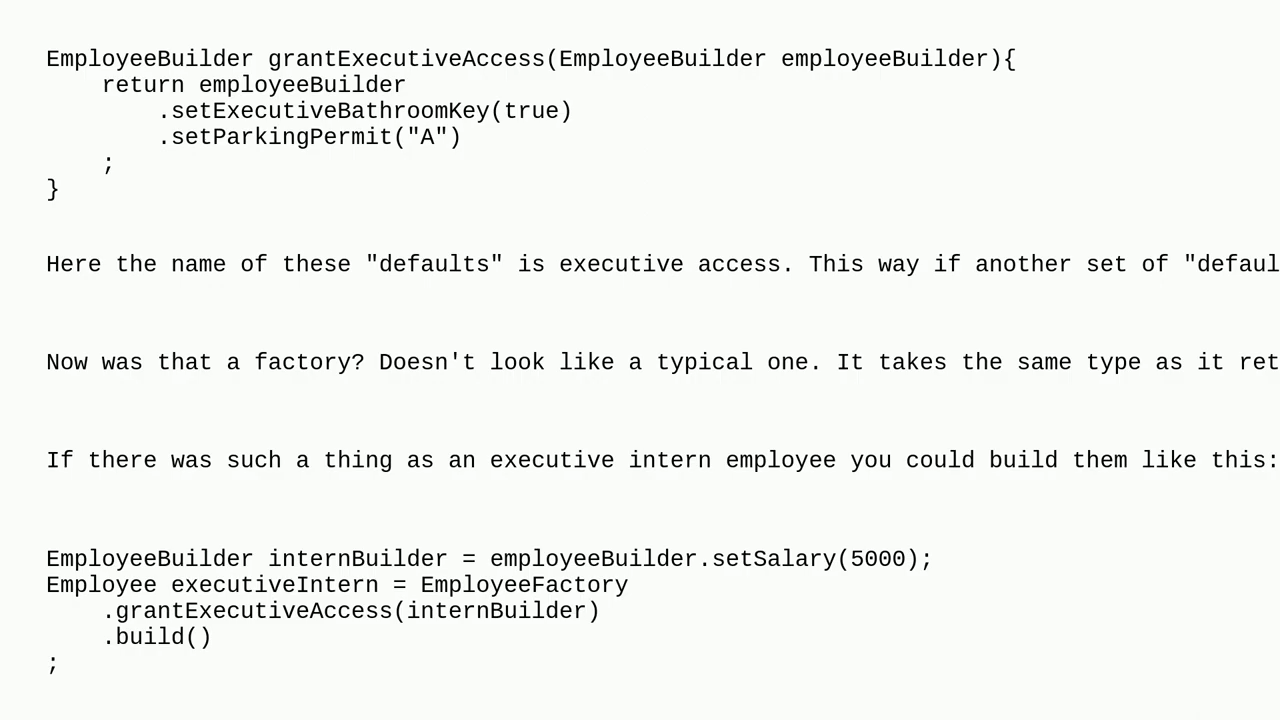 EmployeeBuilder grantExecutiveAccess(EmployeeBuilder employeeBuilder){
    return employeeBuilder
        .setExecutiveBathroomKey(true)
        .setParkingPermit("A")
    ;
}
Here the name of these "defaults" is executive access. This way if another set of "defaul
Now was that a factory? Doesn't look like a typical one. It takes the same type as it ret
If there was such a thing as an executive intern employee you could build them like this:
EmployeeBuilder internBuilder = employeeBuilder.setSalary(5000);
Employee executiveIntern = EmployeeFactory
    .grantExecutiveAccess(internBuilder)
    .build()
;